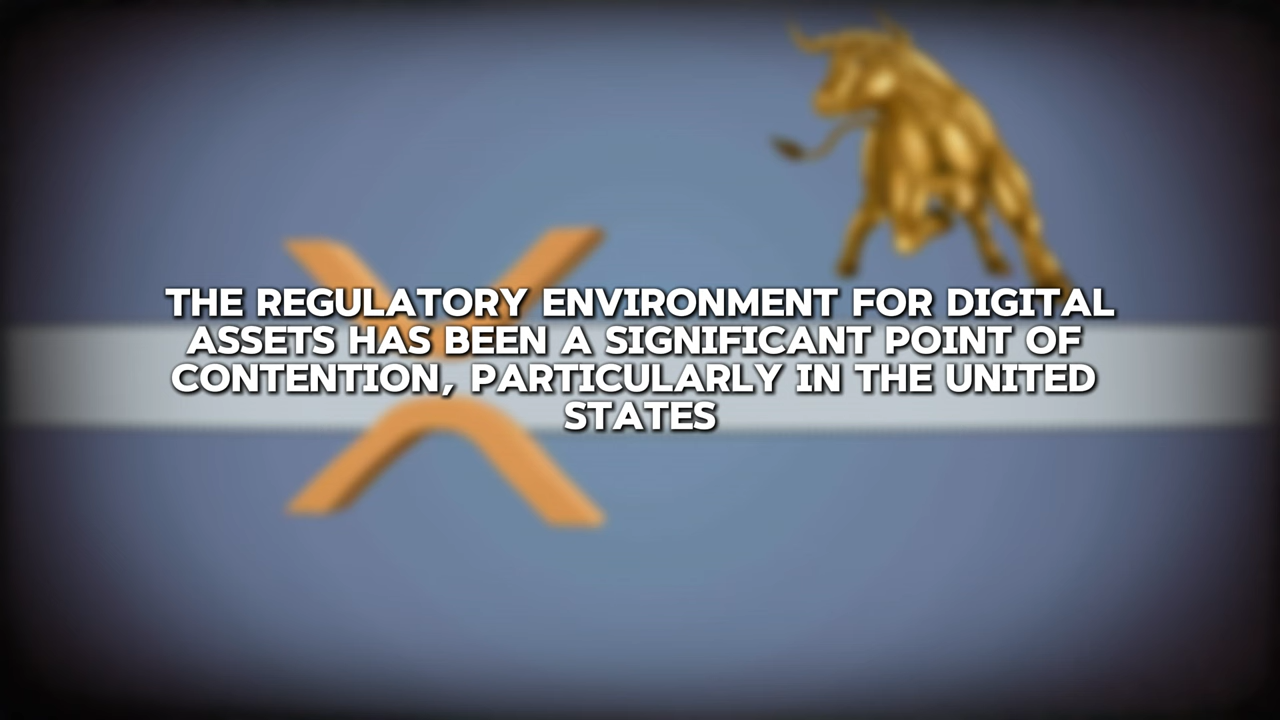 THE REGULATORY ENVIRONMENT FOR DIGITAL
ASSETS HAS BEEN A SIGNIFICANT POINT OF
CONTENTION, PARTICULARLY IN THE UNITED
STATES